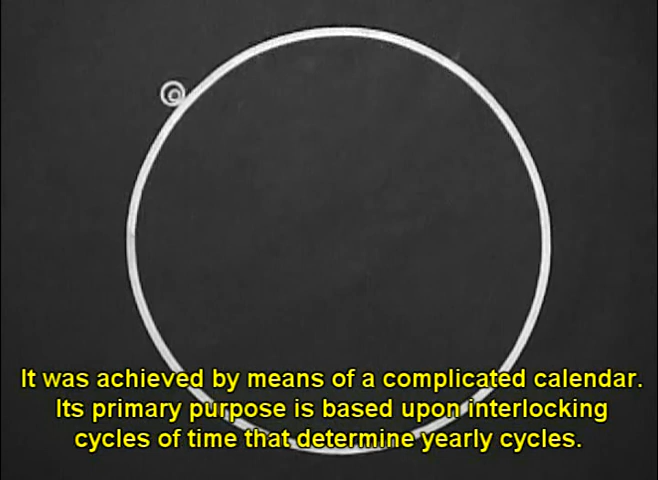 It was achieved by means of a complicated calendar.
Its primary purpose is based upon interlocking
cycles of time that determine yearly cycles.